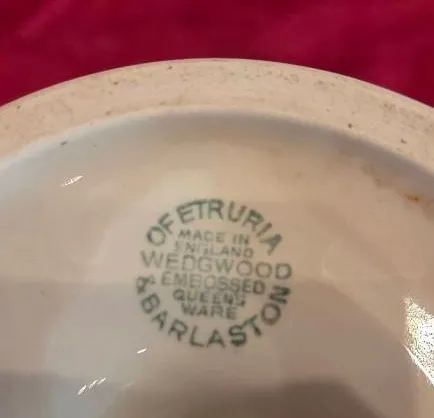 OF ETRURIA
MADE IN
ENGLAND
WEDGWOOD
EMBOSSED
QUEENS
WARE
& BARLASTON